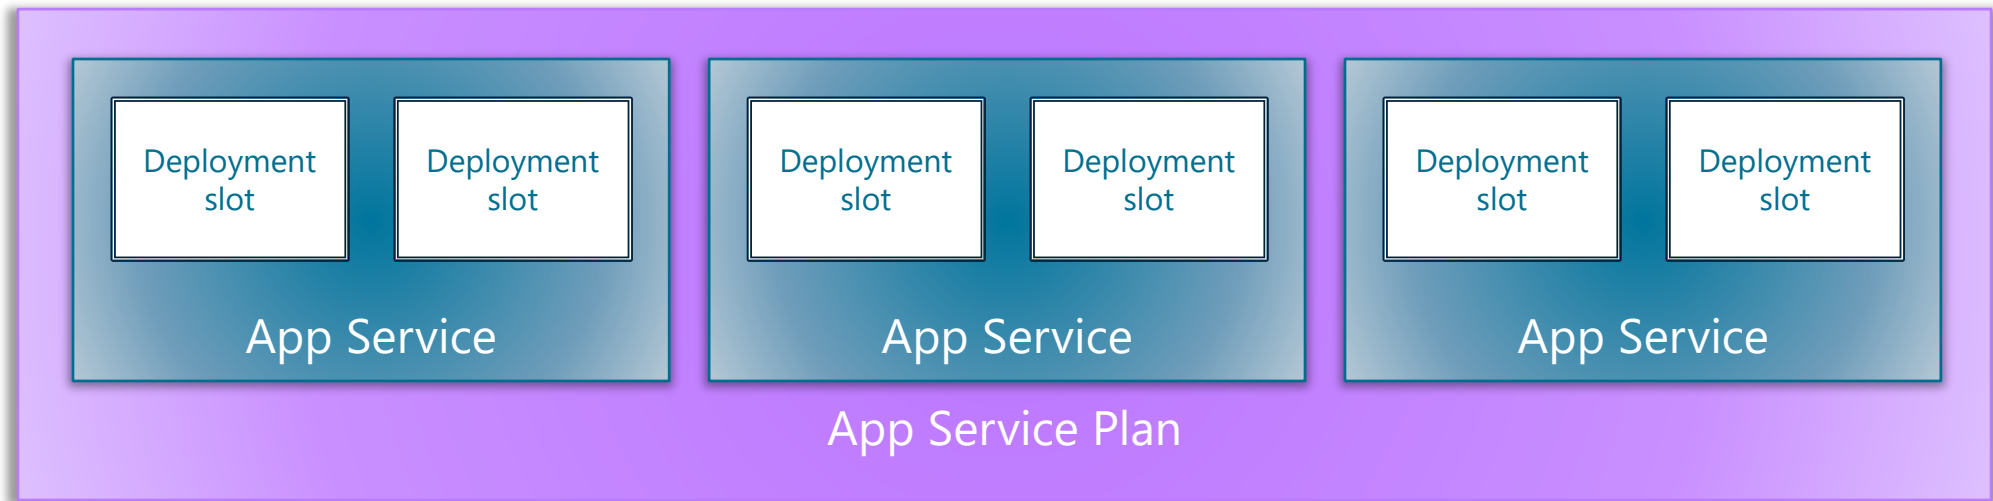 Deployment
slot
Deployment
slot
App Service
Deployment
slot
Deployment
slot
App Service
Deployment
slot
Deployment
slot
App Service
App Service Plan